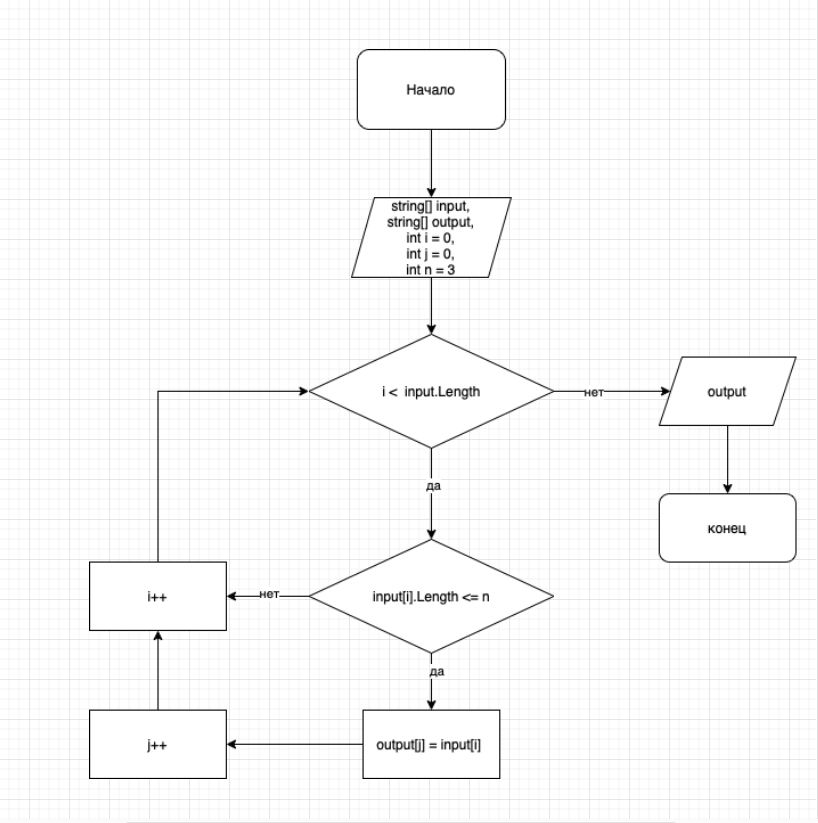 Начало
string[] input,
string[] output,
int i = 0,
int j = 0,
int n = 3
i <  input.Length
нет
output
да
конец
input[i].Length <= n
нет
i++
да
output[j] = input[i]
j++